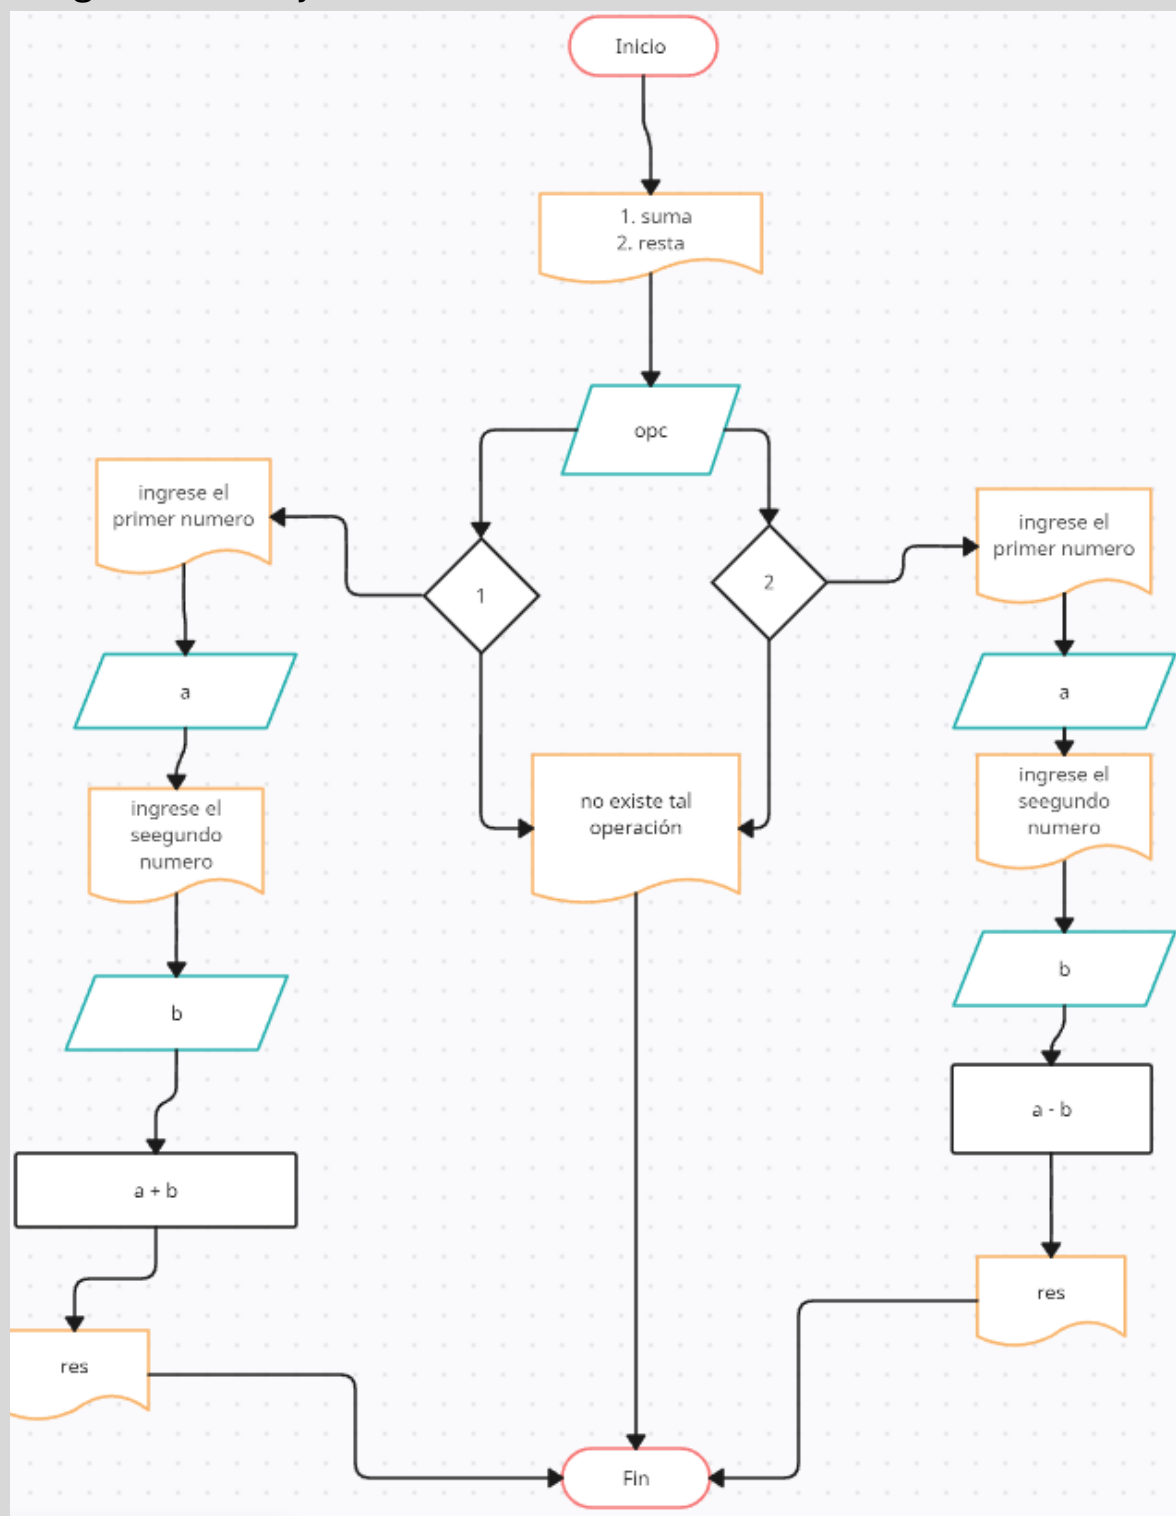 Inicio
1. suma
2. resta
opc
ingrese el
primer numero
1
2
ingrese el
primer numero
a
a
ingrese el
seegundo
numero
no existe tal
operación
ingrese el
seegundo
numero
b
b
a + b
a - b
res
res
Fin